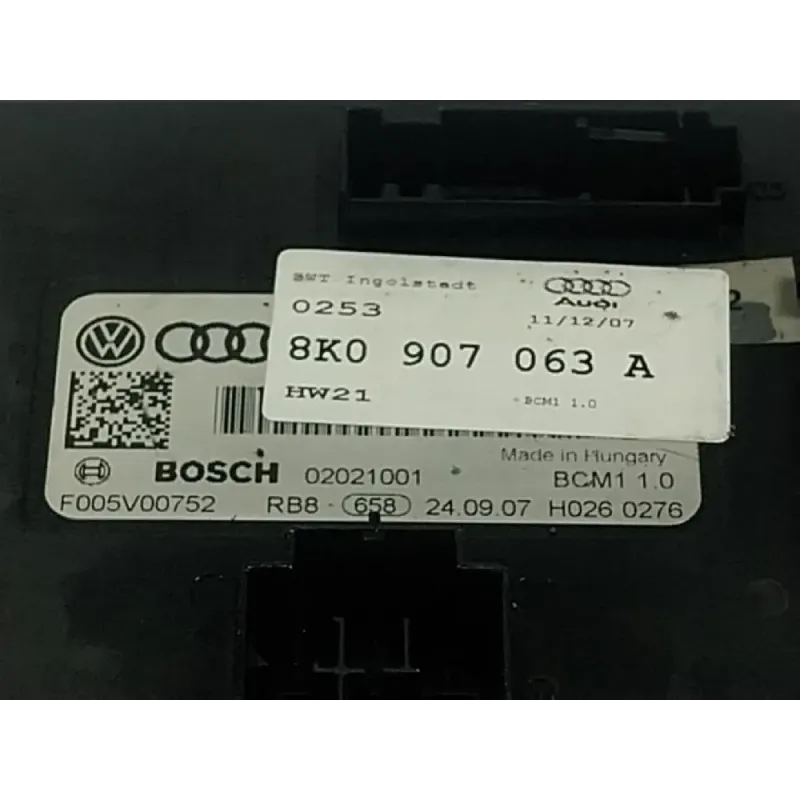 BWT Ingolstadt
Audi
0253
11/12/07
8K0 907 063 A
HW21
BCM1 1.0
2
Made in Hungary
BOSCH 02021001
BCM1 1.0
F005V00752 RB8 - 658 24.09.07 H026 0276